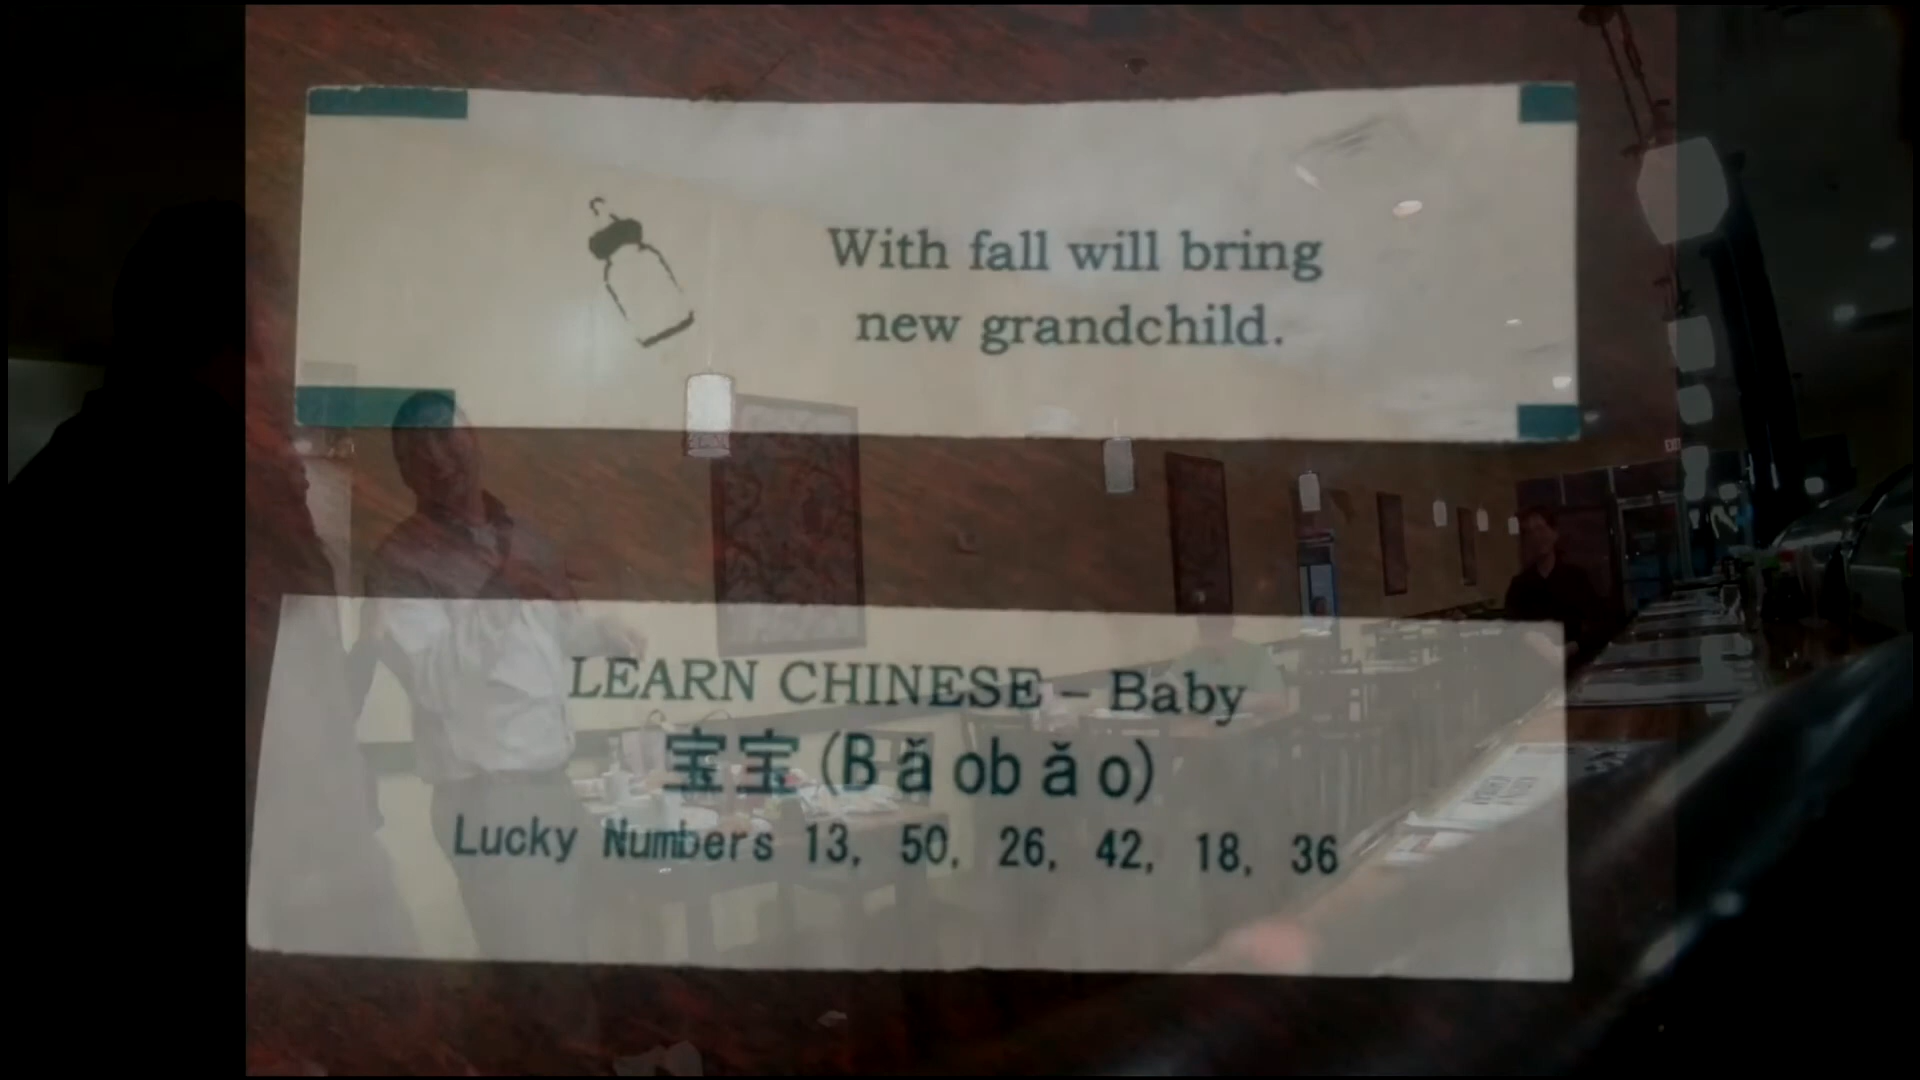 With fall will bring
new grandchild.
LEARN CHINESE – Baby
宝宝 (Bǎobǎo)
Lucky Numbers 13, 50, 26, 42, 18, 36